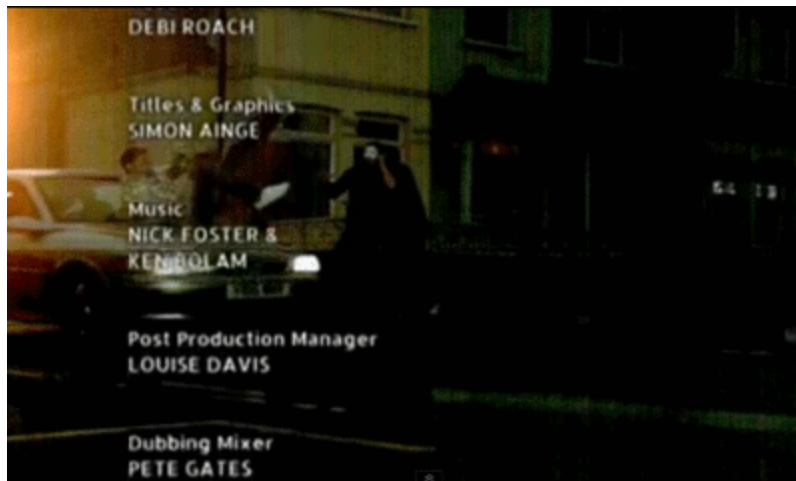 DEBI ROACH
Titles & Graphics
SIMON AINGE
Music
NICK FOSTER &
KEN BOLAM
Post Production Manager
LOUISE DAVIS
Dubbing Mixer
PETE GATES